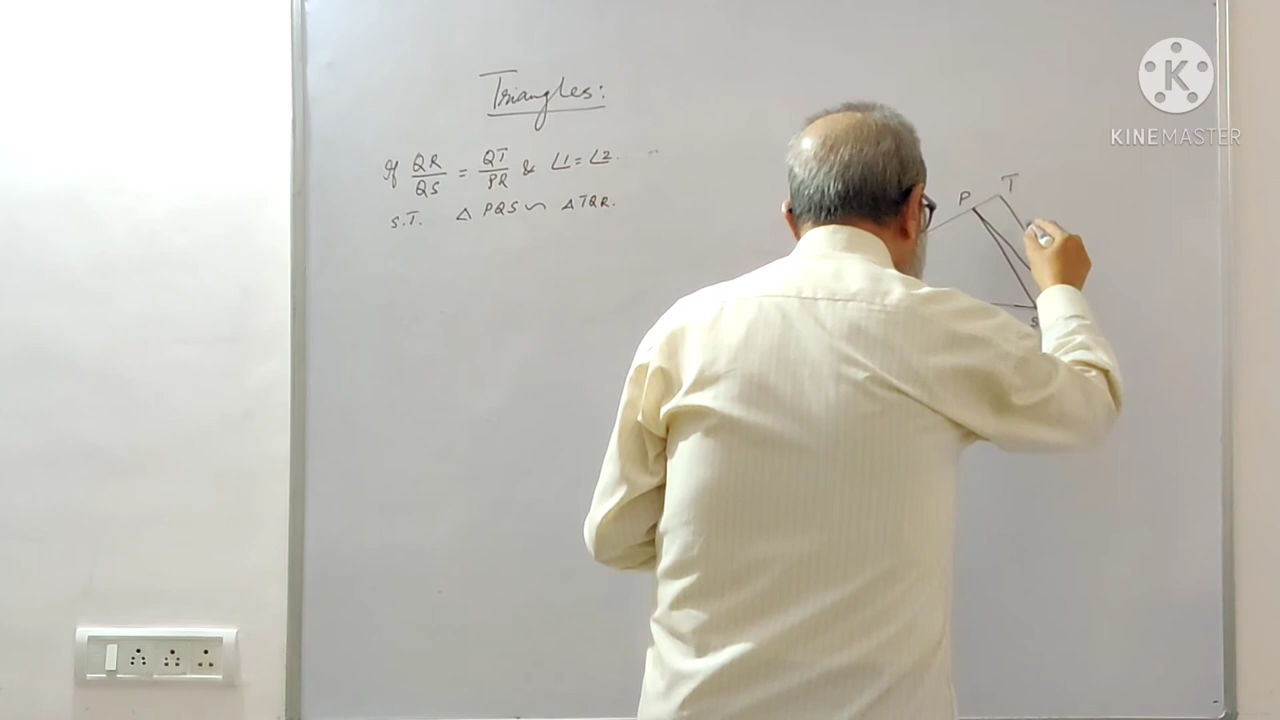 Triangles:
If QR/QS = QT/PR & ∠1 = ∠2.
S.T. △ PQS ∽ △ TQR.
P T
S
K
KINEMASTER